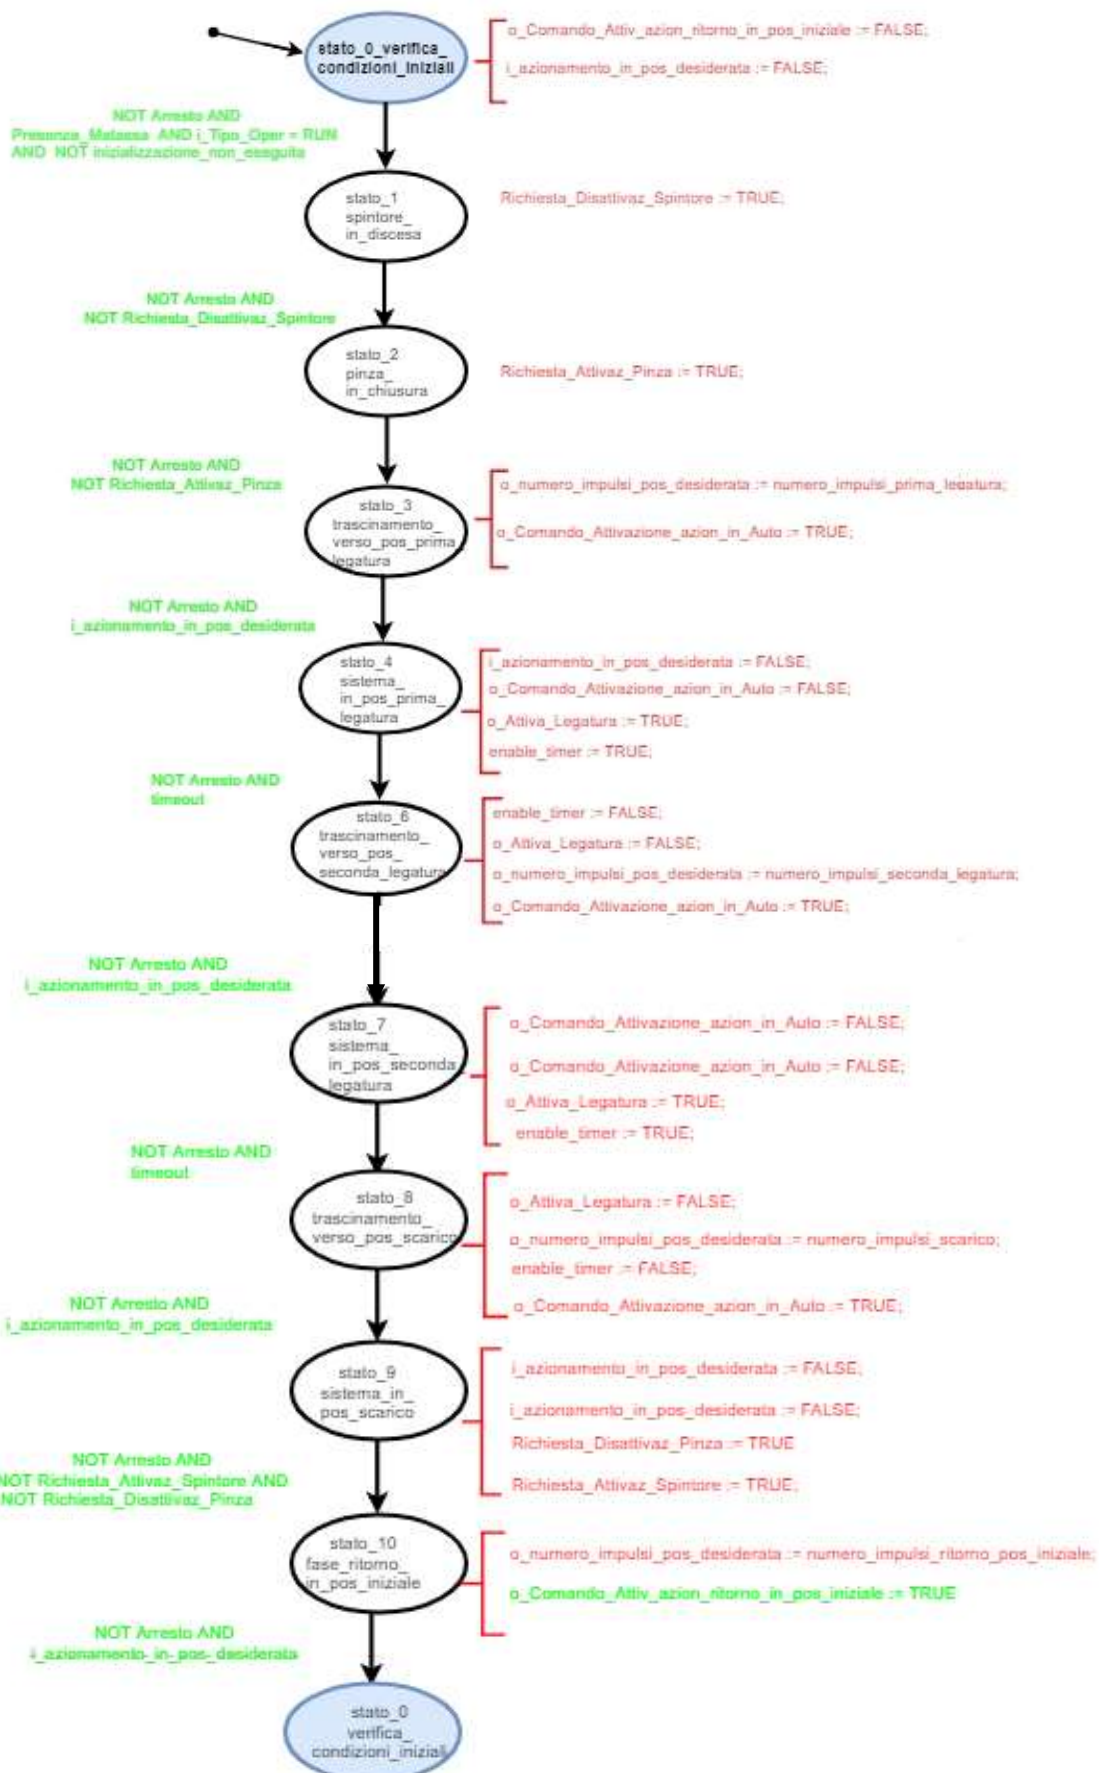 stato_0_verifica_
condizioni_iniziali
o_Comando_Attiv_azion_ritorno_in_pos_iniziale := FALSE;
i_azionamento_in_pos_desiderata := FALSE;
NOT Arresto AND
Presenza_Matassa AND i_Tipo_Oper = RUN
AND NOT inizializzazione_non_eseguita
stato_1
spintore_
in_discesa
Richiesta_Disattivaz_Spintore := TRUE;
NOT Arresto AND
NOT Richiesta_Disattivaz_Spintore
stato_2
pinza_
in_chiusura
Richiesta_Attivaz_Pinza := TRUE;
NOT Arresto AND
NOT Richiesta_Attivaz_Pinza
stato_3
trascinamento_
verso_pos_prima_
legatura
o_numero_impulsi_pos_desiderata := numero_impulsi_prima_legatura;
o_Comando_Attivazione_azion_in_Auto := TRUE;
NOT Arresto AND
i_azionamento_in_pos_desiderata
stato_4
sistema_
in_pos_prima_
legatura
i_azionamento_in_pos_desiderata := FALSE;
o_Comando_Attivazione_azion_in_Auto := FALSE;
o_Attiva_Legatura := TRUE;
enable_timer := TRUE;
NOT Arresto AND
timeout
stato_6
trascinamento_
verso_pos_
seconda_legatura
enable_timer := FALSE;
o_Attiva_Legatura := FALSE;
o_numero_impulsi_pos_desiderata := numero_impulsi_seconda_legatura;
o_Comando_Attivazione_azion_in_Auto := TRUE;
NOT Arresto AND
i_azionamento_in_pos_desiderata
stato_7
sistema_
in_pos_seconda
legatura
o_Comando_Attivazione_azion_in_Auto := FALSE;
o_Comando_Attivazione_azion_in_Auto := FALSE;
o_Attiva_Legatura := TRUE;
enable_timer := TRUE;
NOT Arresto AND
timeout
stato_8
trascinamento_
verso_pos_scarico
o_Attiva_Legatura := FALSE;
o_numero_impulsi_pos_desiderata := numero_impulsi_scarico;
enable_timer := FALSE;
o_Comando_Attivazione_azion_in_Auto := TRUE;
NOT Arresto AND
i_azionamento_in_pos_desiderata
stato_9
sistema_in_
pos_scarico
i_azionamento_in_pos_desiderata := FALSE;
i_azionamento_in_pos_desiderata := FALSE;
Richiesta_Disattivaz_Pinza := TRUE
Richiesta_Attivaz_Spintore := TRUE;
NOT Arresto AND
NOT Richiesta_Attivaz_Spintore AND
NOT Richiesta_Disattivaz_Pinza
stato_10
fase_ritorno_
in_pos_iniziale
o_numero_impulsi_pos_desiderata := numero_impulsi_ritorno_pos_iniziale;
o_Comando_Attiv_azion_ritorno_in_pos_iniziale := TRUE
NOT Arresto AND
i_azionamento-in-pos-desiderata
stato_0
verifica_
condizioni_iniziali